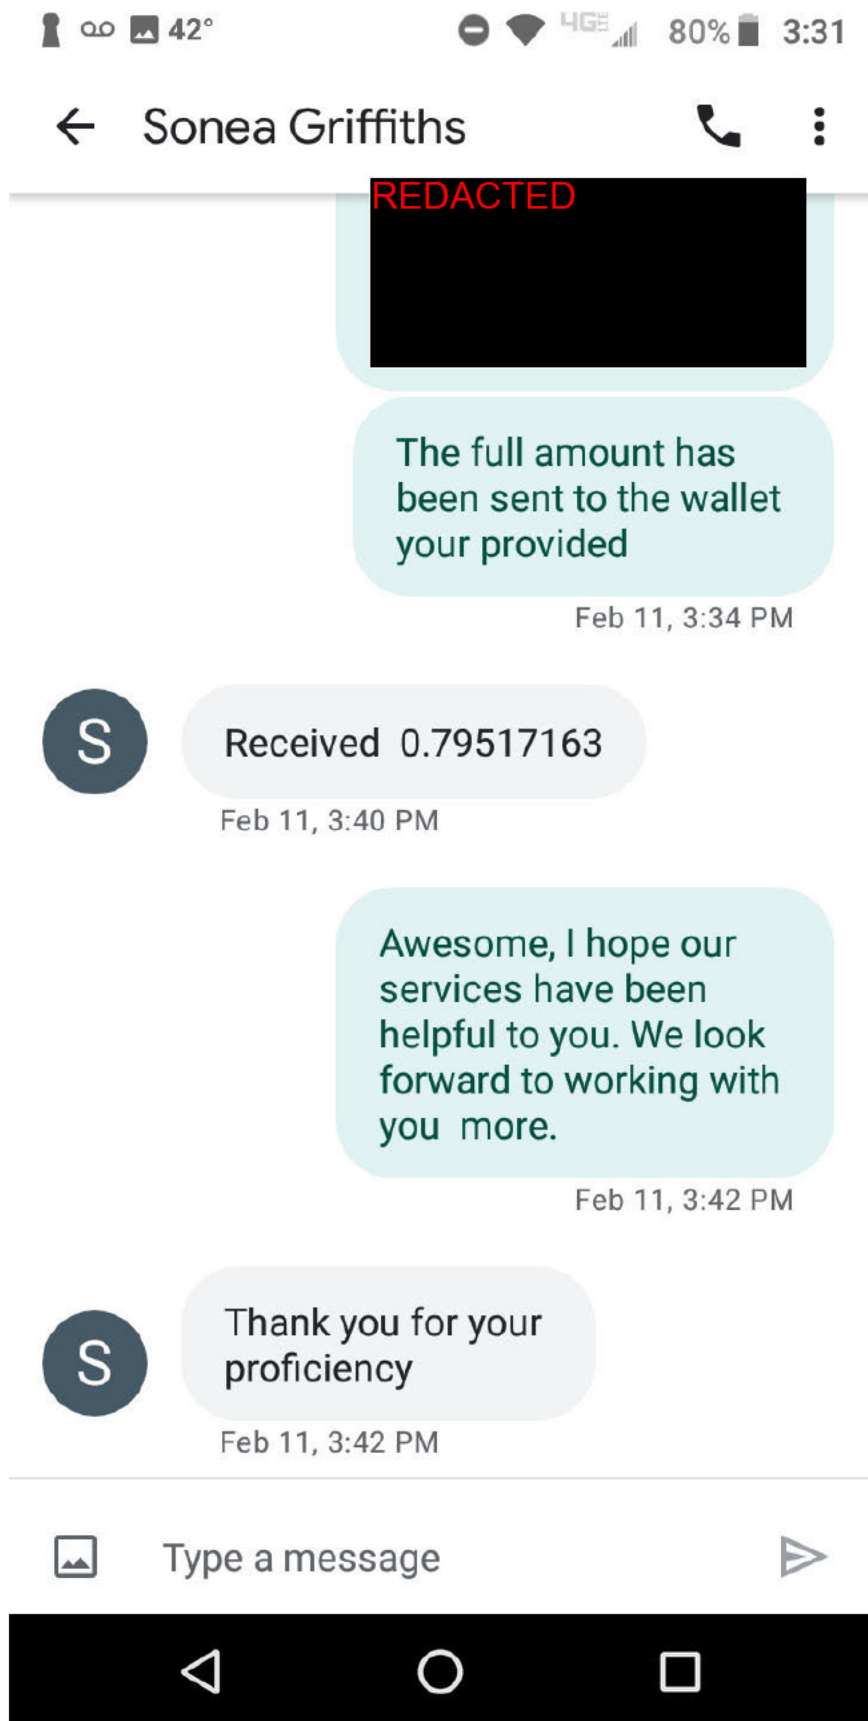 42° 4G LTE 80% 3:31
Sonea Griffiths
REDACTED
The full amount has
been sent to the wallet
your provided
Feb 11, 3:34 PM
S
Received  0.79517163
Feb 11, 3:40 PM
Awesome, I hope our
services have been
helpful to you. We look
forward to working with
you  more.
Feb 11, 3:42 PM
Thank you for your
proficiency
S
Feb 11, 3:42 PM
Type a message